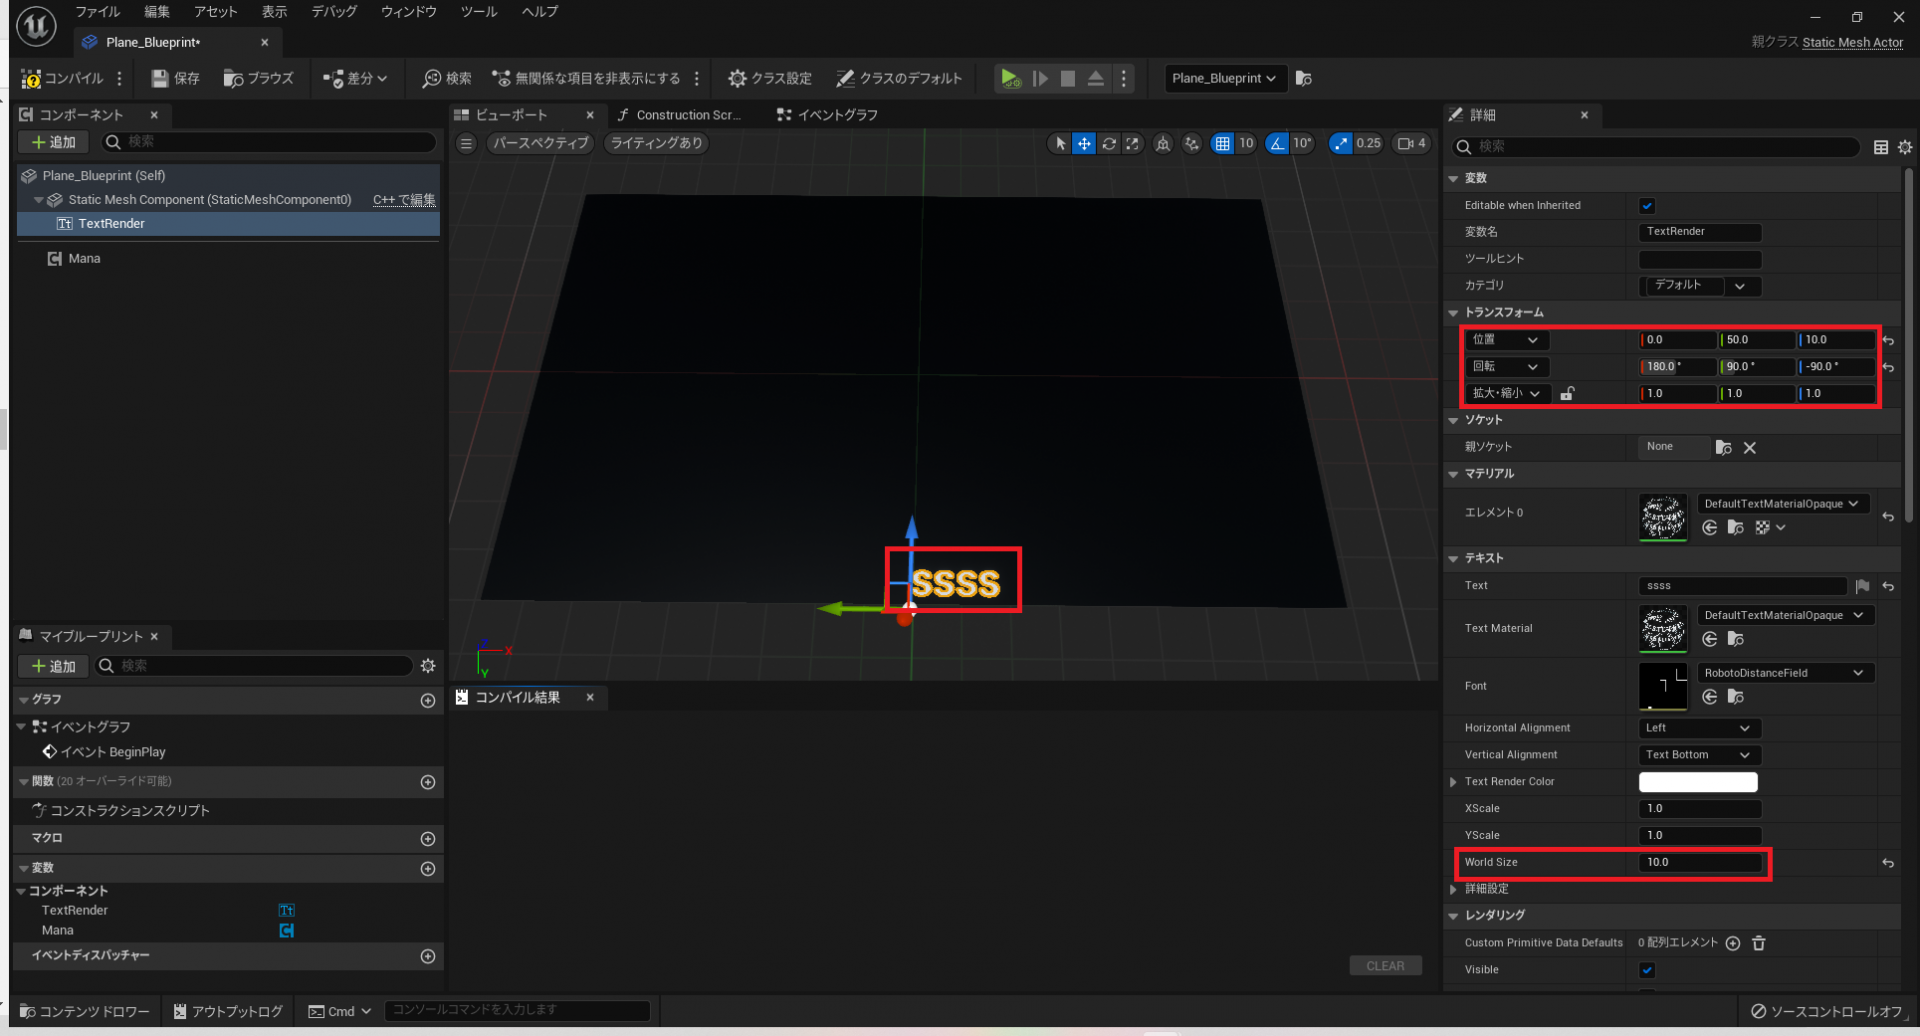 ファイル 編集 アセット 表示 デバッグ ウィンドウ ツール ヘルプ
Plane_Blueprint*
親クラス Static Mesh Actor
コンパイル 保存 ブラウズ 差分 検索 無関係な項目を非表示にする クラス設定 クラスのデフォルト Plane_Blueprint
コンポーネント
追加 検索
Plane_Blueprint (Self)
Static Mesh Component (StaticMeshComponent0) C++ で編集
TextRender
Mana
マイブループリント
追加 検索
グラフ
イベントグラフ
イベント BeginPlay
関数 (20 オーバーライド可能)
コンストラクションスクリプト
マクロ
変数
コンポーネント
TextRender
Mana
イベントディスパッチャー
ビューポート Construction Scr... イベントグラフ
パースペクティブ ライティングあり 10 10° 0.25 4
ssss
X
Y
コンパイル結果
CLEAR
詳細
検索
変数
Editable when Inherited
変数名 TextRender
ツールヒント
カテゴリ デフォルト
トランスフォーム
位置 0.0 50.0 10.0
回転 180.0° 90.0° -90.0°
拡大・縮小 1.0 1.0 1.0
ソケット
親ソケット None
マテリアル
エレメント 0 DefaultTextMaterialOpaque
テキスト
Text ssss
Text Material DefaultTextMaterialOpaque
Font RobotoDistanceField
Horizontal Alignment Left
Vertical Alignment Text Bottom
Text Render Color
XScale 1.0
YScale 1.0
World Size 10.0
詳細設定
レンダリング
Custom Primitive Data Defaults 0 配列エレメント
Visible
コンテンツドロワー アウトプットログ Cmd コンソールコマンドを入力します ソースコントロールオフ